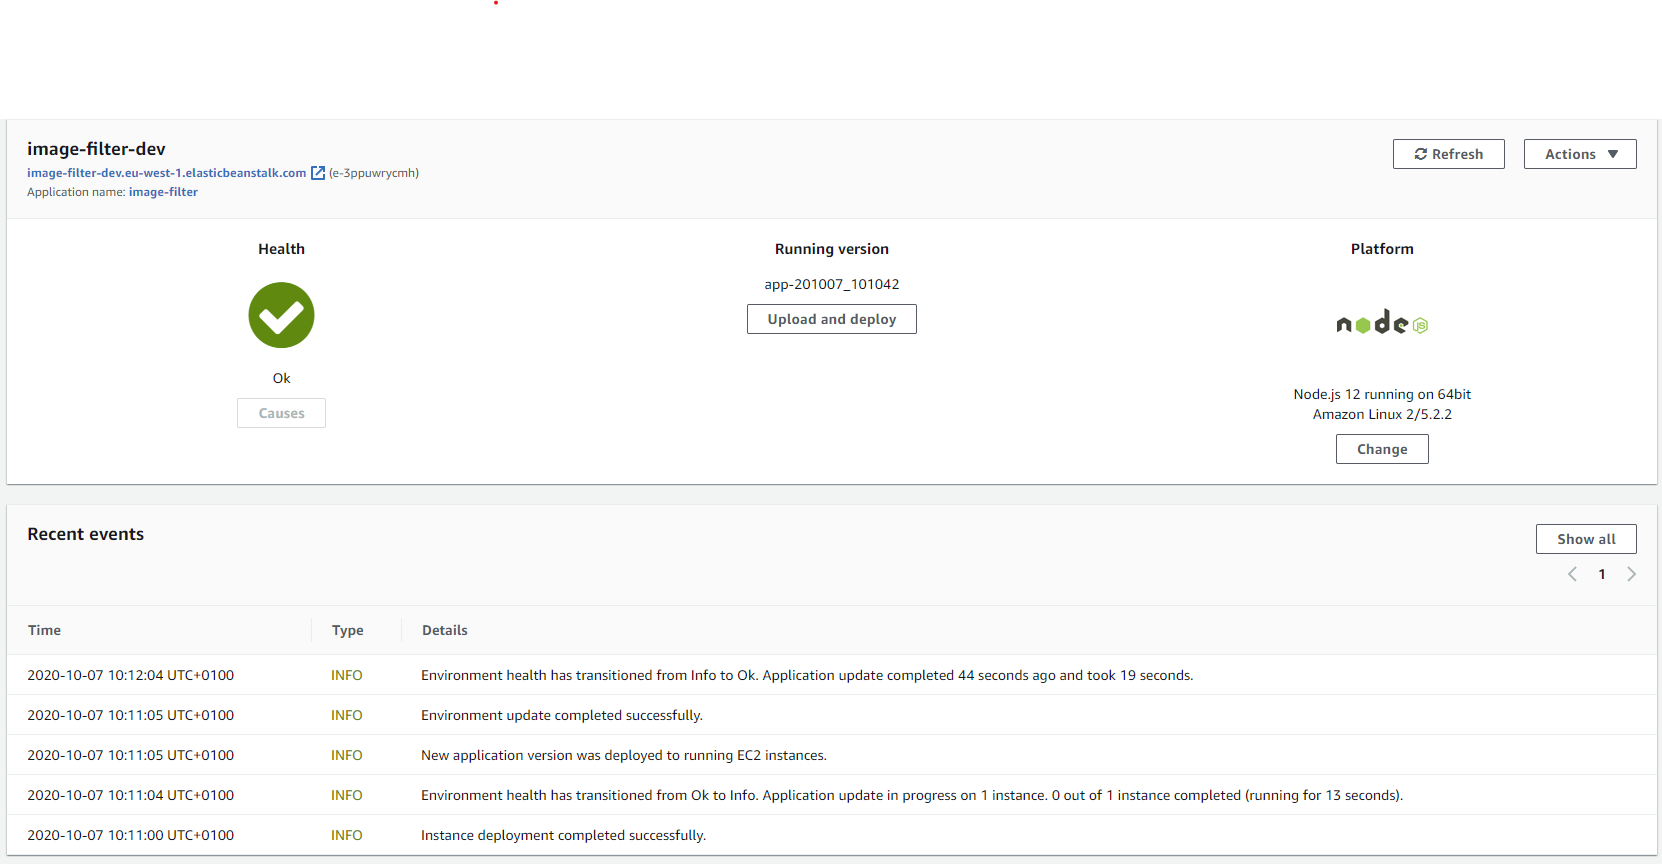 image-filter-dev
image-filter-dev.eu-west-1.elasticbeanstalk.com (e-3ppuwrycmh)
Application name: image-filter
Refresh
Actions
Health
Ok
Causes
Running version
app-201007_101042
Upload and deploy
Platform
node JS
Node.js 12 running on 64bit
Amazon Linux 2/5.2.2
Change
Recent events
Show all
1
Time Type Details
2020-10-07 10:12:04 UTC+0100 INFO Environment health has transitioned from Info to Ok. Application update completed 44 seconds ago and took 19 seconds.
2020-10-07 10:11:05 UTC+0100 INFO Environment update completed successfully.
2020-10-07 10:11:05 UTC+0100 INFO New application version was deployed to running EC2 instances.
2020-10-07 10:11:04 UTC+0100 INFO Environment health has transitioned from Ok to Info. Application update in progress on 1 instance. 0 out of 1 instance completed (running for 13 seconds).
2020-10-07 10:11:00 UTC+0100 INFO Instance deployment completed successfully.